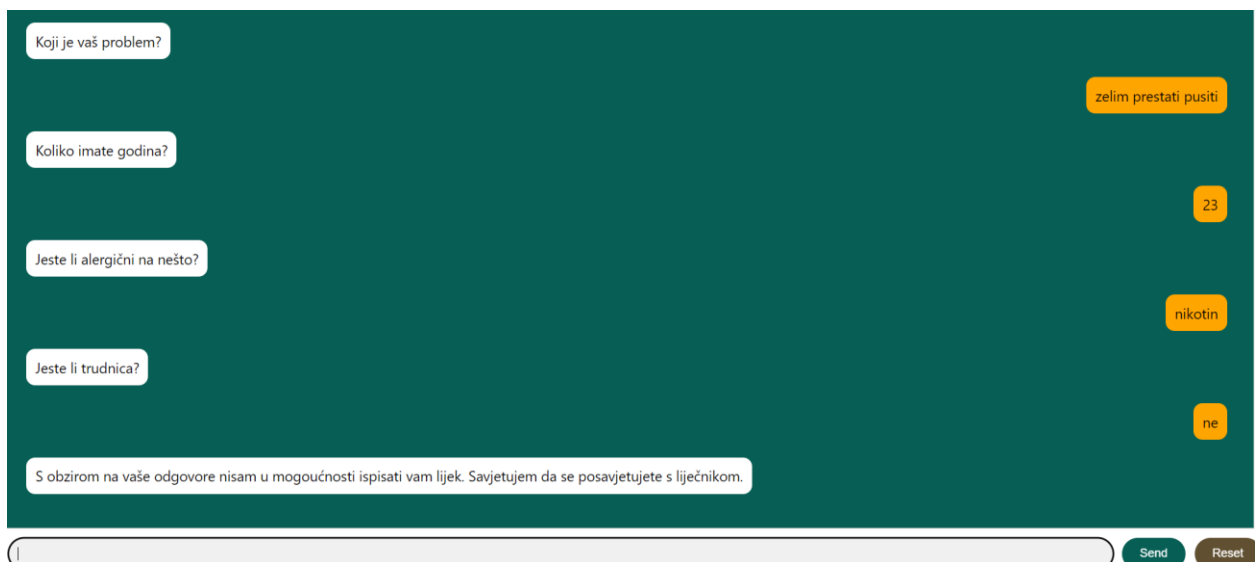 Koji je vaš problem?
zelim prestati pusiti
Koliko imate godina?
23
Jeste li alergični na nešto?
nikotin
Jeste li trudnica?
ne
S obzirom na vaše odgovore nisam u mogoućnosti ispisati vam lijek. Savjetujem da se posavjetujete s liječnikom.
Send
Reset